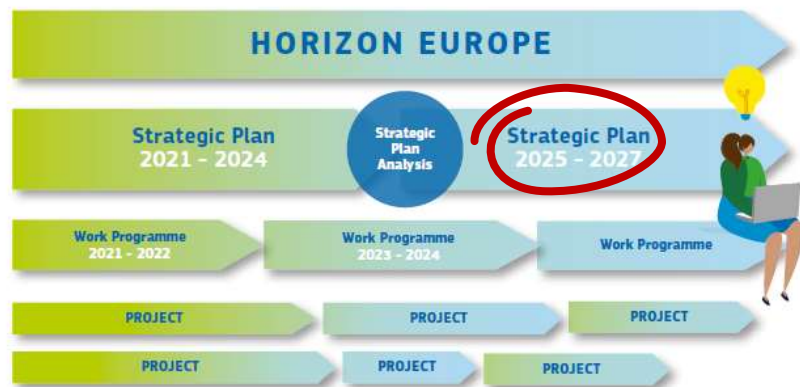 HORIZON EUROPE
Strategic Plan
2021 - 2024
Strategic
Plan
Analysis
Strategic Plan
2025 - 2027
Work Programme
2021 - 2022
Work Programme
2023 - 2024
Work Programme
PROJECT
PROJECT
PROJECT
PROJECT
PROJECT
PROJECT